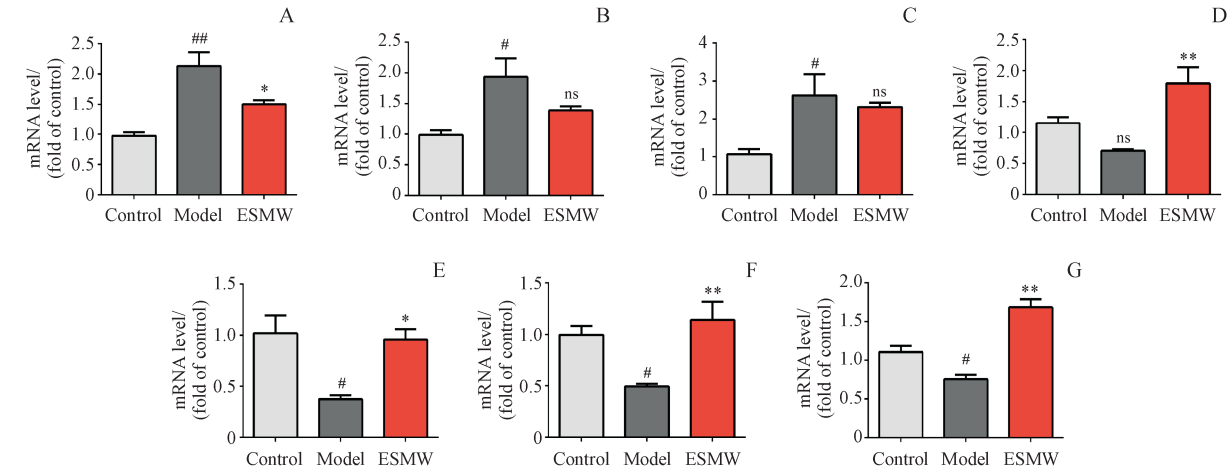 A
mRNA level/
(fold of control)
2.5
2.0
1.5
1.0
0.5
0
##
*
Control Model ESMW
B
mRNA level/
(fold of control)
2.5
2.0
1.5
1.0
0.5
0
#
ns
Control Model ESMW
C
mRNA level/
(fold of control)
4
3
2
1
0
#
ns
Control Model ESMW
D
mRNA level/
(fold of control)
2.5
2.0
1.5
1.0
0.5
0
ns
**
Control Model ESMW
E
mRNA level/
(fold of control)
1.5
1.0
0.5
0
#
*
Control Model ESMW
F
mRNA level/
(fold of control)
1.5
1.0
0.5
0
#
**
Control Model ESMW
G
mRNA level/
(fold of control)
2.0
1.5
1.0
0.5
0
#
**
Control Model ESMW